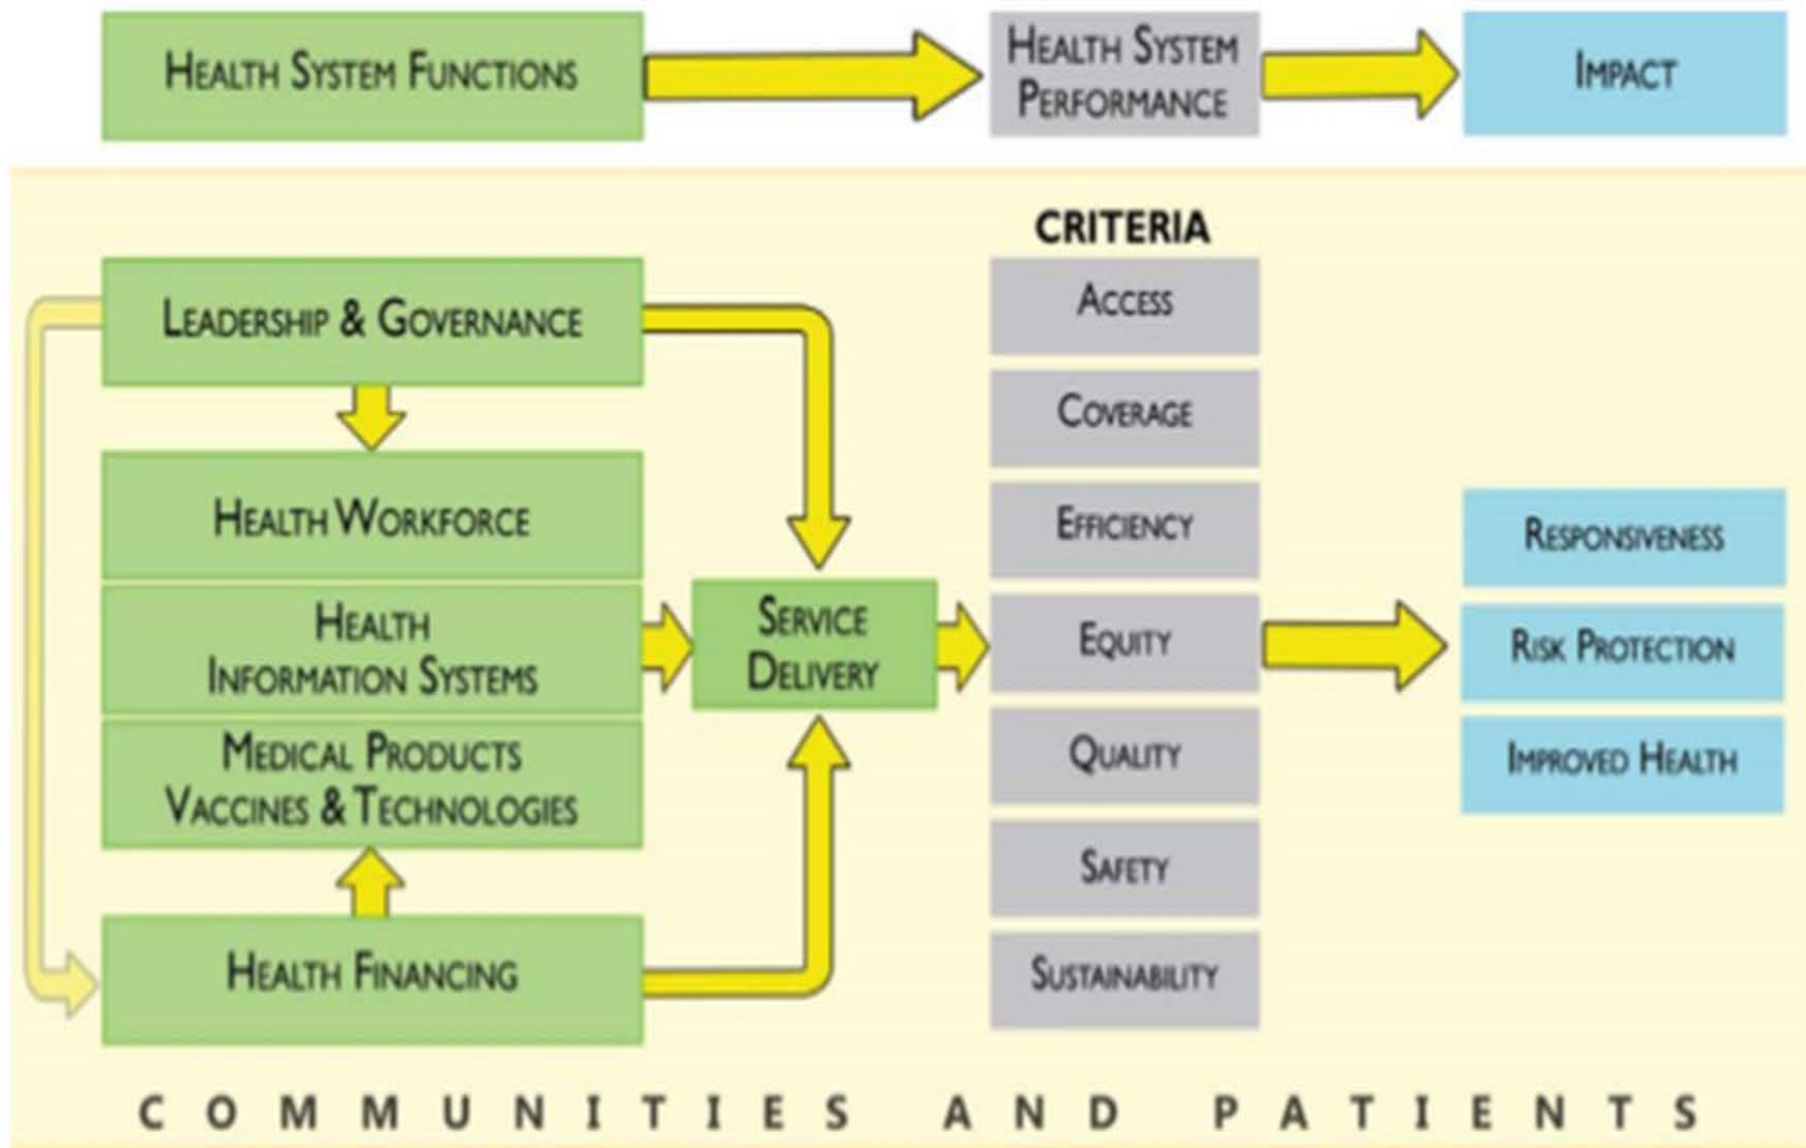 HEALTH SYSTEM FUNCTIONS
HEALTH SYSTEM
PERFORMANCE
IMPACT
CRITERIA
LEADERSHIP & GOVERNANCE
HEALTH WORKFORCE
HEALTH
INFORMATION SYSTEMS
MEDICAL PRODUCTS
VACCINES & TECHNOLOGIES
HEALTH FINANCING
SERVICE
DELIVERY
ACCESS
COVERAGE
EFFICIENCY
EQUITY
QUALITY
SAFETY
SUSTAINABILITY
RESPONSIVENESS
RISK PROTECTION
IMPROVED HEALTH
COMMUNITIES AND PATIENTS